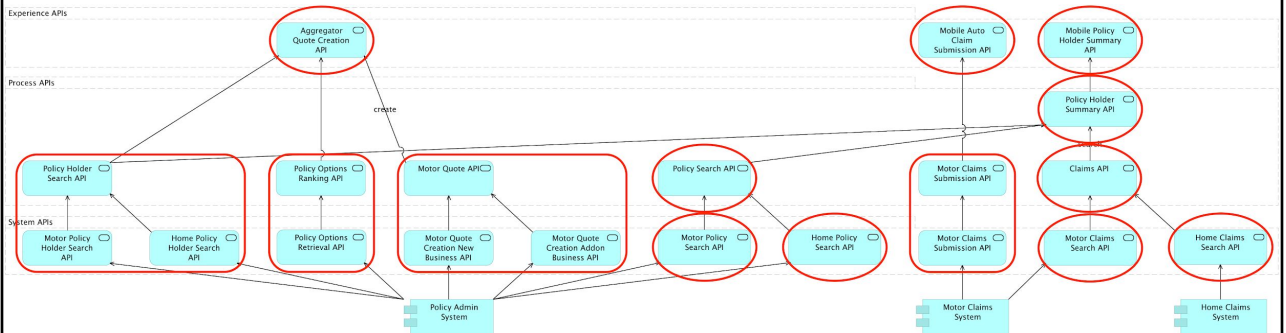 Experience APIs
Aggregator
Quote Creation
API
Mobile Auto
Claim
Submission API
Mobile Policy
Holder Summary
API
Process APIs
create
Policy Holder
Summary API
Policy Holder
Search API
Policy Options
Ranking API
Motor Quote API
Policy Search API
Motor Claims
Submission API
Claims API
System APIs
Motor Policy
Holder Search
API
Home Policy
Holder Search
API
Policy Options
Retrieval API
Motor Quote
Creation New
Business API
Motor Quote
Creation Addon
Business API
Motor Policy
Search API
Home Policy
Search API
Motor Claims
Submission API
Motor Claims
Search API
Home Claims
Search API
Policy Admin
System
Motor Claims
System
Home Claims
System